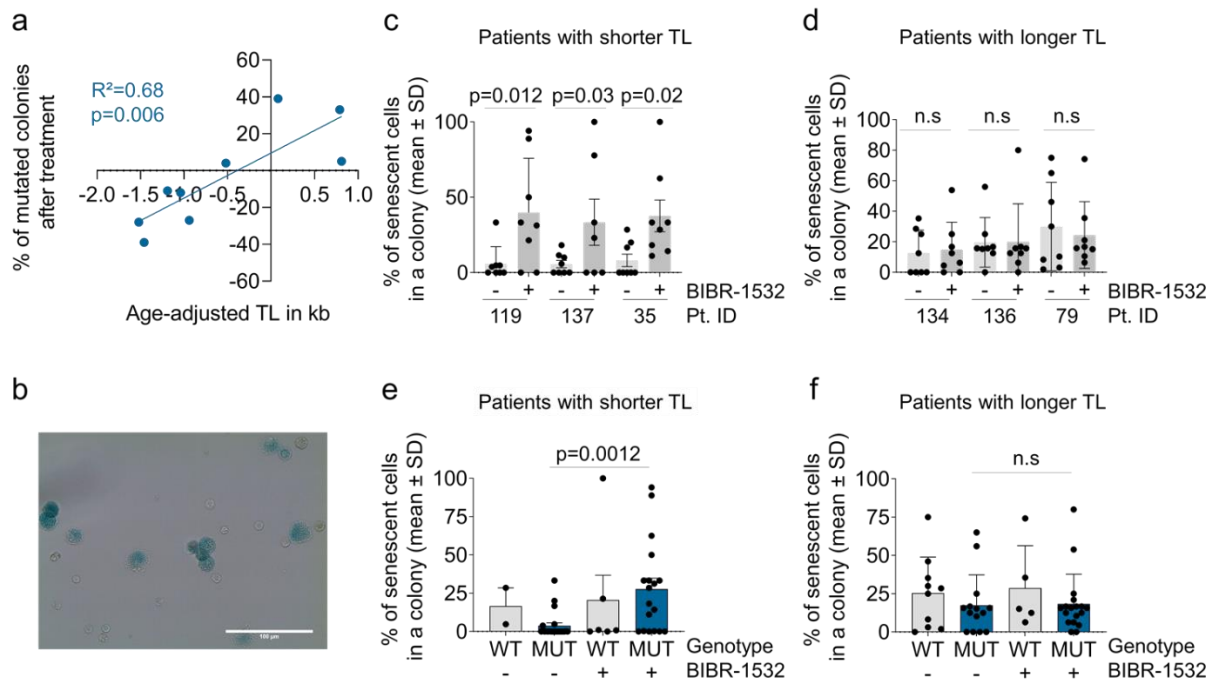 a
% of mutated colonies
after treatment
R²=0.68
p=0.006
60
40
20
-2.0 -1.5 -1.0 -0.5 0.0 0.5 1.0
-20
-40
-60
Age-adjusted TL in kb
b
100 µm
c
Patients with shorter TL
% of senescent cells
in a colony (mean ± SD)
p=0.012 p=0.03 p=0.02
100
50
0
- + - + - + BIBR-1532
119 137 35 Pt. ID
d
Patients with longer TL
% of senescent cells
in a colony (mean ± SD)
n.s n.s n.s
100
80
60
40
20
0
- + - + - + BIBR-1532
134 136 79 Pt. ID
e
Patients with shorter TL
% of senescent cells
in a colony (mean ± SD)
p=0.0012
100
75
50
25
0
WT MUT WT MUT Genotype
- - + + BIBR-1532
f
Patients with longer TL
% of senescent cells
in a colony (mean ± SD)
n.s
100
75
50
25
0
WT MUT WT MUT Genotype
- - + + BIBR-1532